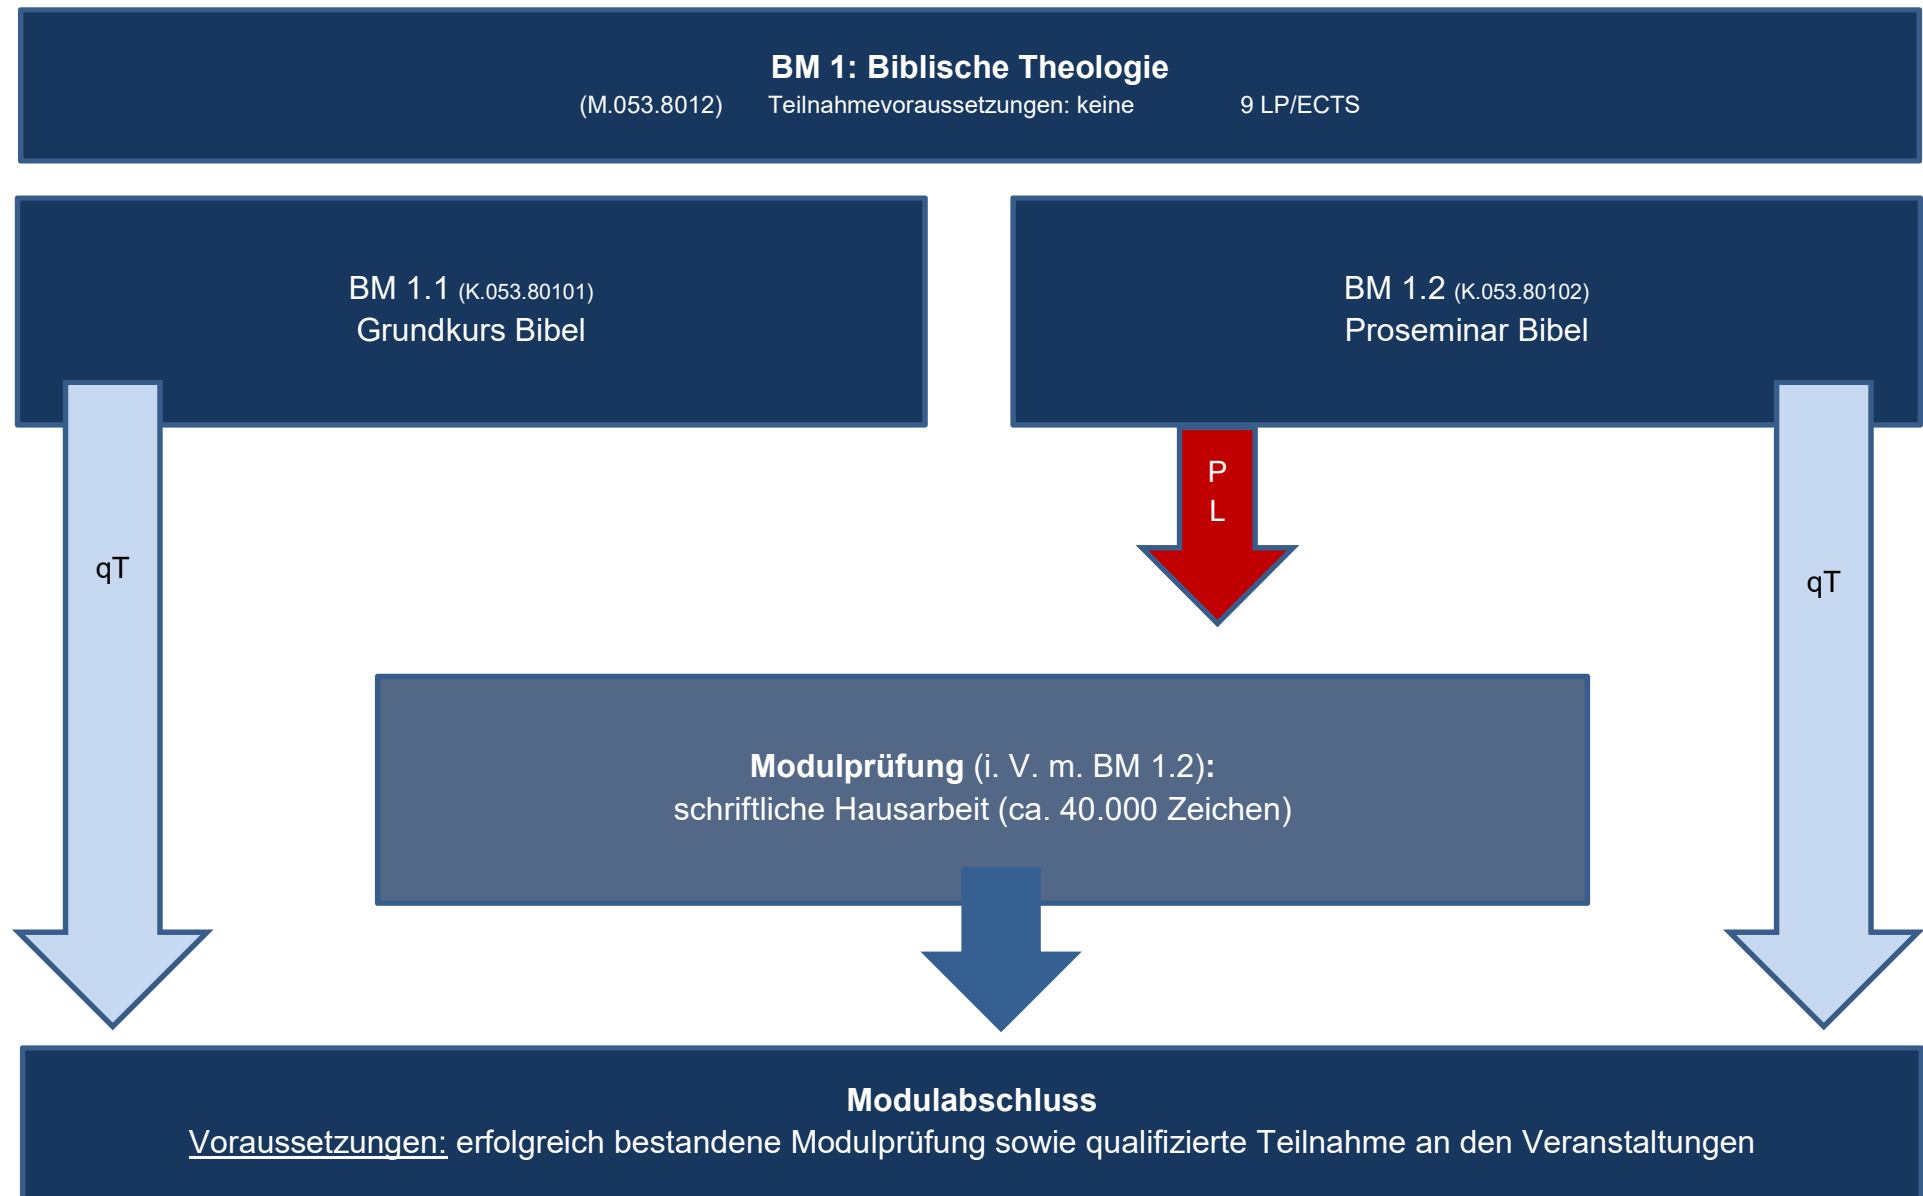 BM 1: Biblische Theologie
(M.053.8012) Teilnahmevoraussetzungen: keine 9 LP/ECTS
BM 1.1 (K.053.80101)
Grundkurs Bibel
BM 1.2 (K.053.80102)
Proseminar Bibel
P
L
qT
qT
Modulprüfung (i. V. m. BM 1.2):
schriftliche Hausarbeit (ca. 40.000 Zeichen)
Modulabschluss
Voraussetzungen: erfolgreich bestandene Modulprüfung sowie qualifizierte Teilnahme an den Veranstaltungen